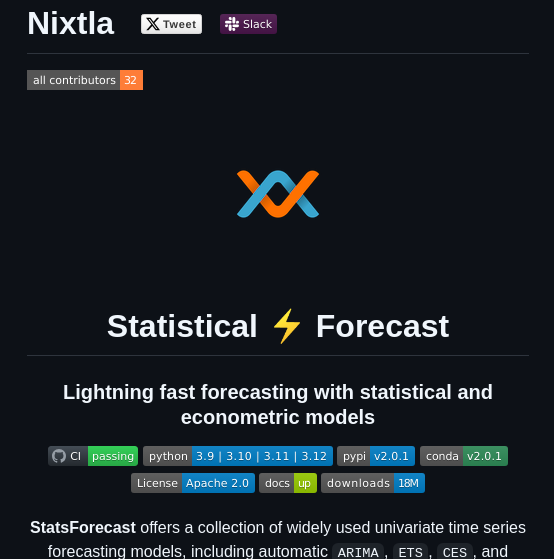 Nixtla Tweet Slack
all contributors 32
Statistical ⚡ Forecast
Lightning fast forecasting with statistical and
econometric models
CI passing python 3.9 | 3.10 | 3.11 | 3.12 pypi v2.0.1 conda v2.0.1
License Apache 2.0 docs up downloads 18M
StatsForecast offers a collection of widely used univariate time series
forecasting models, including automatic ARIMA, ETS, CES, and